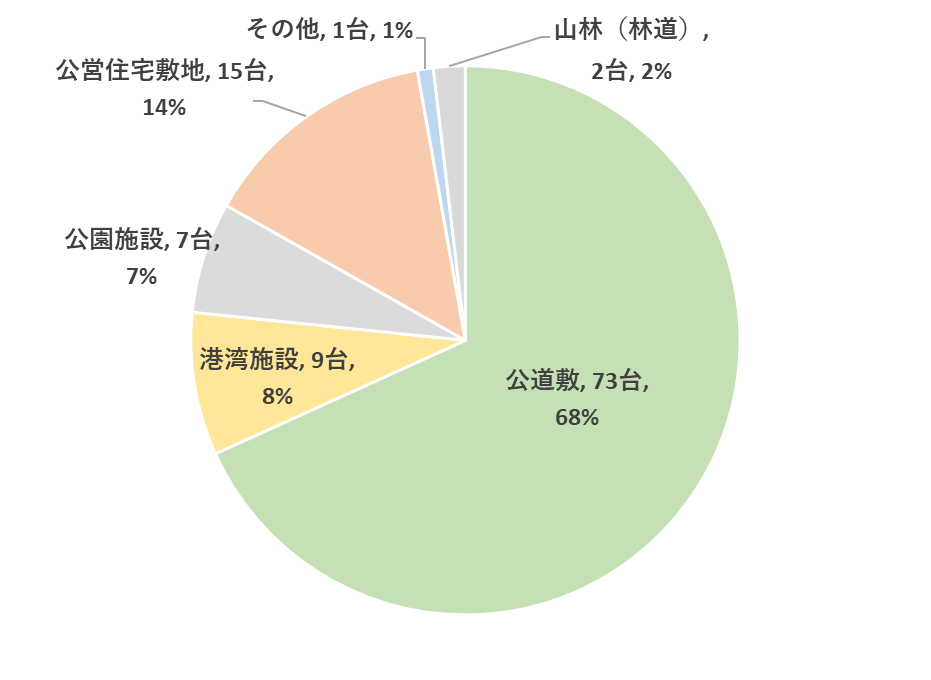 その他, 1台, 1%
山林（林道）,
2台, 2%
公営住宅敷地, 15台,
14%
公園施設, 7台,
7%
港湾施設, 9台,
8%
公道敷, 73台,
68%